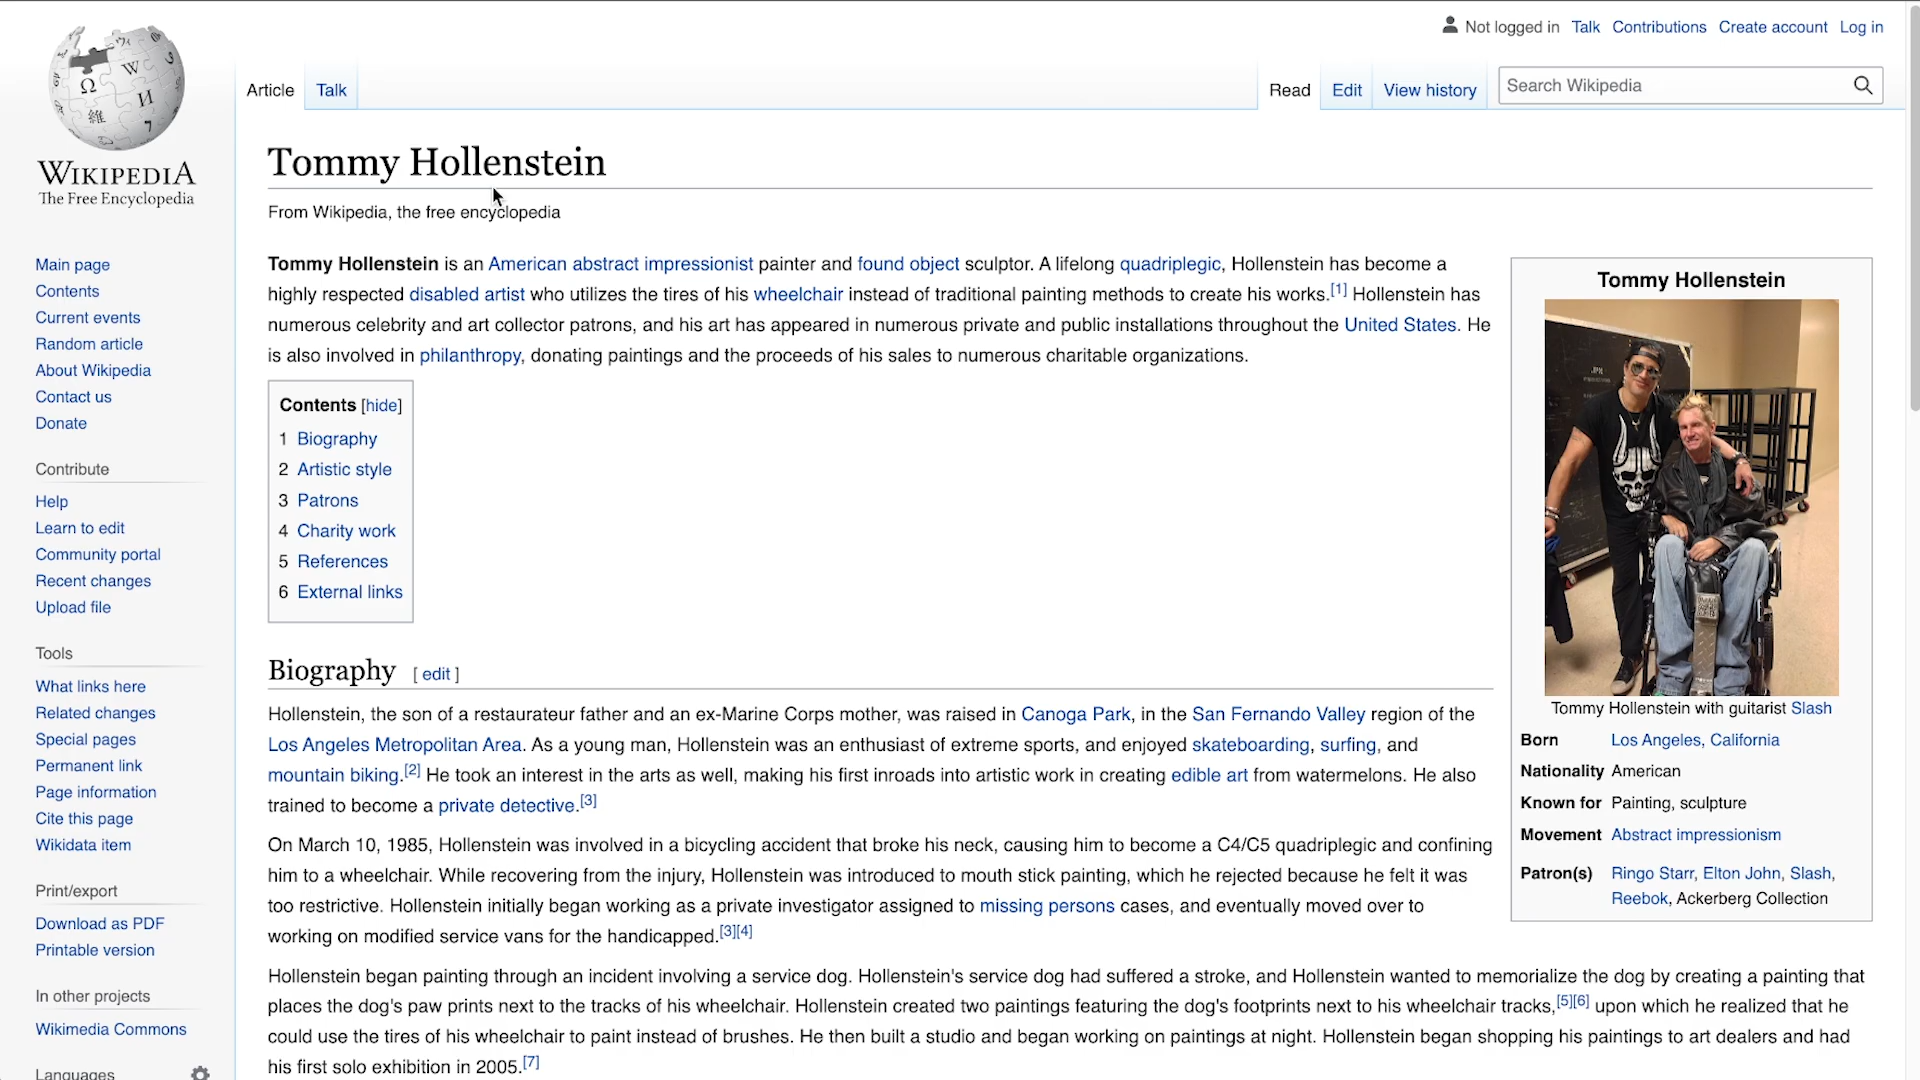 Not logged in Talk Contributions Create account Log in
Article Talk
Read Edit View history Search Wikipedia
WIKIPEDIA
The Free Encyclopedia
Main page
Contents
Current events
Random article
About Wikipedia
Contact us
Donate
Contribute
Help
Learn to edit
Community portal
Recent changes
Upload file
Tools
What links here
Related changes
Special pages
Permanent link
Page information
Cite this page
Wikidata item
Print/export
Download as PDF
Printable version
In other projects
Wikimedia Commons
Languages
Tommy Hollenstein
From Wikipedia, the free encyclopedia
Tommy Hollenstein is an American abstract impressionist painter and found object sculptor. A lifelong quadriplegic, Hollenstein has become a
highly respected disabled artist who utilizes the tires of his wheelchair instead of traditional painting methods to create his works.[1] Hollenstein has
numerous celebrity and art collector patrons, and his art has appeared in numerous private and public installations throughout the United States. He
is also involved in philanthropy, donating paintings and the proceeds of his sales to numerous charitable organizations.
Contents [hide]
1 Biography
2 Artistic style
3 Patrons
4 Charity work
5 References
6 External links
Biography [ edit ]
Hollenstein, the son of a restaurateur father and an ex-Marine Corps mother, was raised in Canoga Park, in the San Fernando Valley region of the
Los Angeles Metropolitan Area. As a young man, Hollenstein was an enthusiast of extreme sports, and enjoyed skateboarding, surfing, and
mountain biking.[2] He took an interest in the arts as well, making his first inroads into artistic work in creating edible art from watermelons. He also
trained to become a private detective.[3]
On March 10, 1985, Hollenstein was involved in a bicycling accident that broke his neck, causing him to become a C4/C5 quadriplegic and confining
him to a wheelchair. While recovering from the injury, Hollenstein was introduced to mouth stick painting, which he rejected because he felt it was
too restrictive. Hollenstein initially began working as a private investigator assigned to missing persons cases, and eventually moved over to
working on modified service vans for the handicapped.[3][4]
Hollenstein began painting through an incident involving a service dog. Hollenstein's service dog had suffered a stroke, and Hollenstein wanted to memorialize the dog by creating a painting that
places the dog's paw prints next to the tracks of his wheelchair. Hollenstein created two paintings featuring the dog's footprints next to his wheelchair tracks,[5][6] upon which he realized that he
could use the tires of his wheelchair to paint instead of brushes. He then built a studio and began working on paintings at night. Hollenstein began shopping his paintings to art dealers and had
his first solo exhibition in 2005.[7]
Tommy Hollenstein
Tommy Hollenstein with guitarist Slash
Born Los Angeles, California
Nationality American
Known for Painting, sculpture
Movement Abstract impressionism
Patron(s) Ringo Starr, Elton John, Slash,
Reebok, Ackerberg Collection